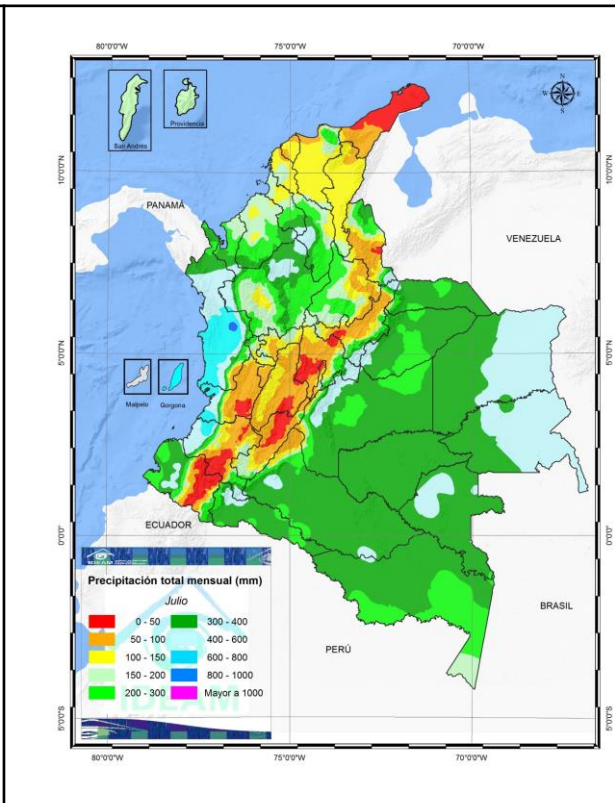 80°0'0"W 75°0'0"W 70°0'0"W
N
W E
S
San Andrés
Providencia
10°0'0"N 10°0'0"N
PANAMÁ
VENEZUELA
5°0'0"N 5°0'0"N
Malpelo
Gorgona
ECUADOR
0°0'0" 0°0'0"
IDEAM
Precipitación total mensual (mm)
Julio
0 - 50 300 - 400
50 - 100 400 - 600
100 - 150 600 - 800
150 - 200 800 - 1000
200 - 300 Mayor a 1000
IDEAM
BRASIL
PERÚ
5°0'0"S 5°0'0"S
80°0'0"W 75°0'0"W 70°0'0"W